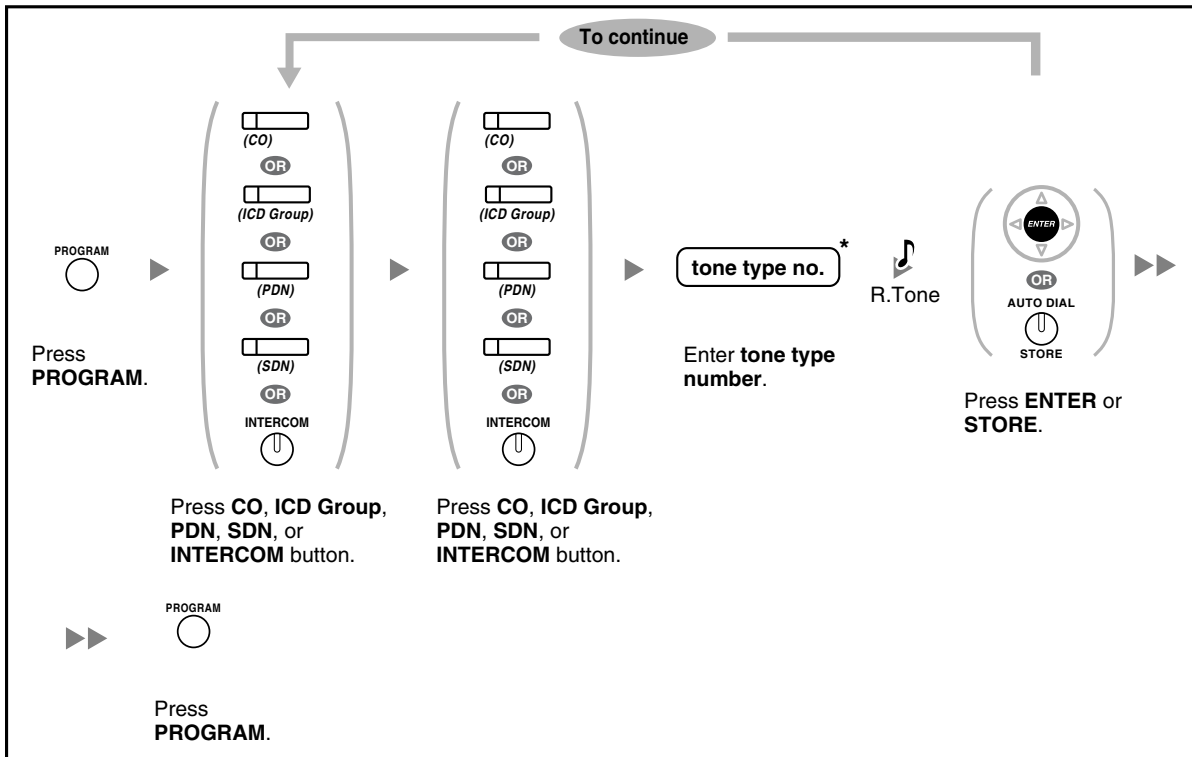 To continue
PROGRAM
Press
PROGRAM.
(CO)
OR
(ICD Group)
OR
(PDN)
OR
(SDN)
OR
INTERCOM
Press CO, ICD Group,
PDN, SDN, or
INTERCOM button.
(CO)
OR
(ICD Group)
OR
(PDN)
OR
(SDN)
OR
INTERCOM
Press CO, ICD Group,
PDN, SDN, or
INTERCOM button.
tone type no.*
Enter tone type
number.
R.Tone
ENTER
OR
AUTO DIAL
STORE
Press ENTER or
STORE.
PROGRAM
Press
PROGRAM.